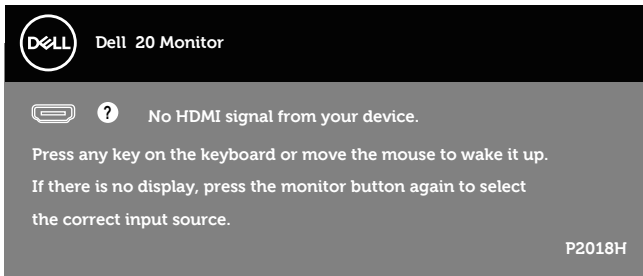 DELL
Dell 20 Monitor
? No HDMI signal from your device.
Press any key on the keyboard or move the mouse to wake it up.
If there is no display, press the monitor button again to select
the correct input source.
P2018H